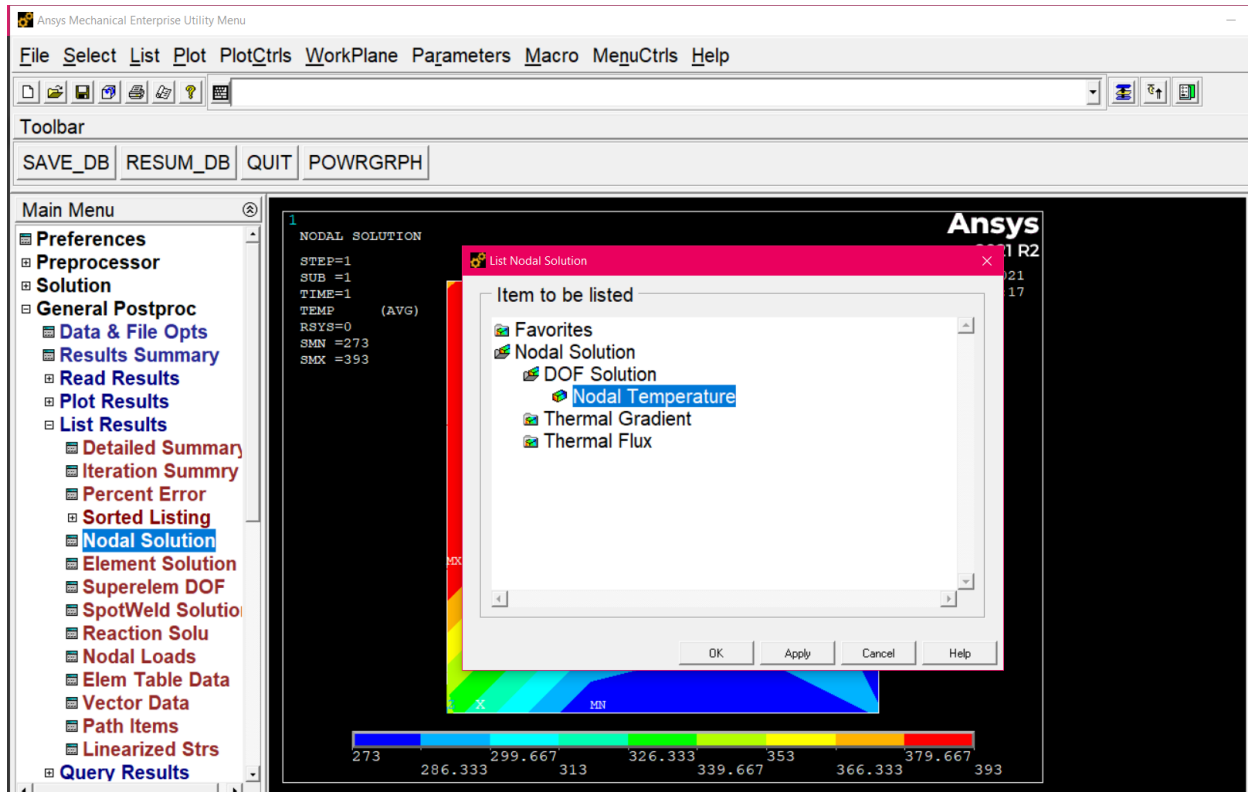 Ansys Mechanical Enterprise Utility Menu
File Select List Plot PlotCtrls WorkPlane Parameters Macro MenuCtrls Help
Toolbar
SAVE_DB RESUM_DB QUIT POWRGRPH
Main Menu
Preferences
Preprocessor
Solution
General Postproc
Data & File Opts
Results Summary
Read Results
Plot Results
List Results
Detailed Summary
Iteration Summry
Percent Error
Sorted Listing
Nodal Solution
Element Solution
Superelem DOF
SpotWeld Solution
Reaction Solu
Nodal Loads
Elem Table Data
Vector Data
Path Items
Linearized Strs
Query Results
1
NODAL SOLUTION
STEP=1
SUB =1
TIME=1
TEMP (AVG)
RSYS=0
SMN =273
SMX =393
Ansys
R2
21
17
List Nodal Solution
Item to be listed
Favorites
Nodal Solution
DOF Solution
Nodal Temperature
Thermal Gradient
Thermal Flux
OK Apply Cancel Help
MX
X
MN
273 299.667 326.333 353 379.667
286.333 313 339.667 366.333 393